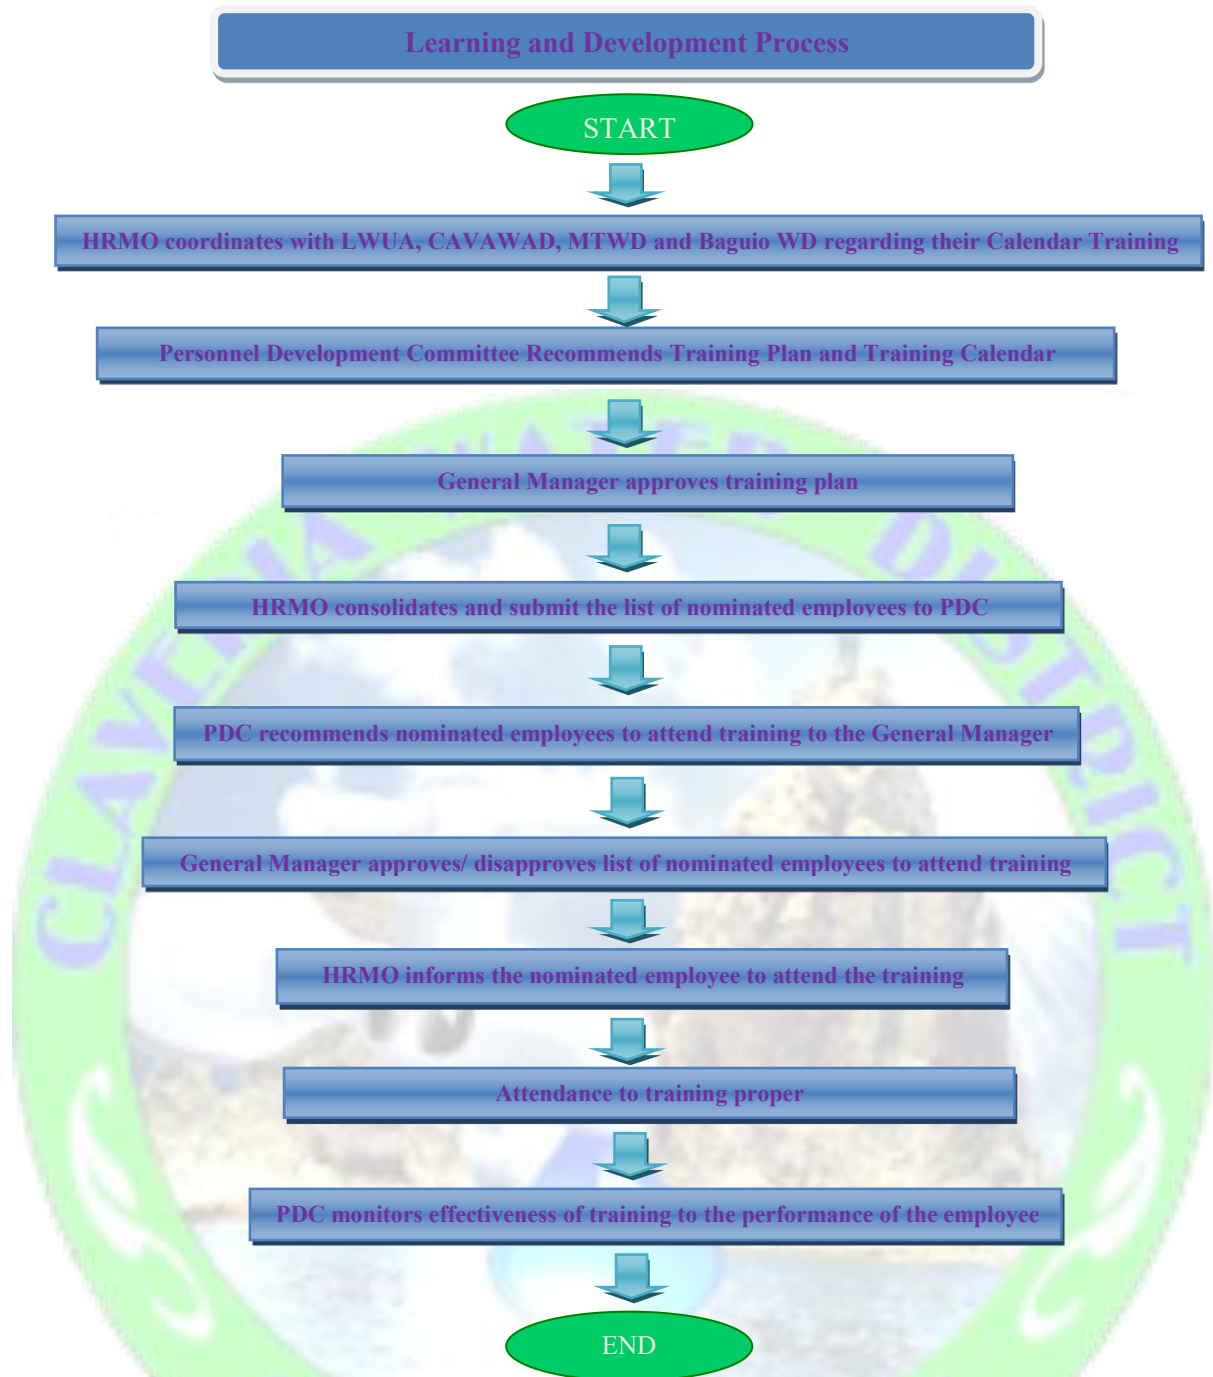 Learning and Development Process
START
HRMO coordinates with LWUA, CAVAWAD, MTWD and Baguio WD regarding their Calendar Training
Personnel Development Committee Recommends Training Plan and Training Calendar
General Manager approves training plan
HRMO consolidates and submit the list of nominated employees to PDC
PDC recommends nominated employees to attend training to the General Manager
General Manager approves/ disapproves list of nominated employees to attend training
HRMO informs the nominated employee to attend the training
Attendance to training proper
PDC monitors effectiveness of training to the performance of the employee
END
CLAVERIA WATER DISTRICT